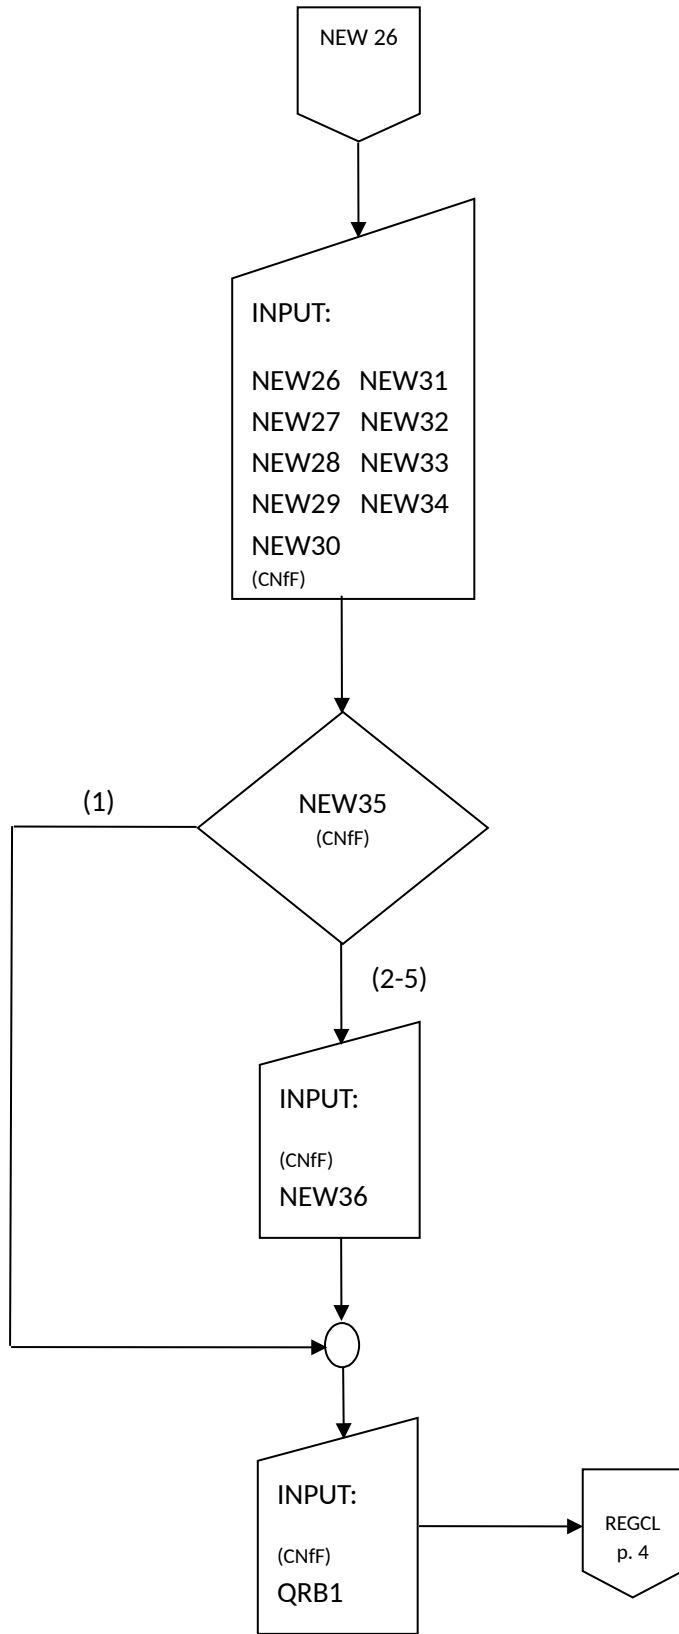 NEW 26
INPUT:
NEW26 NEW31
NEW27 NEW32
NEW28 NEW33
NEW29 NEW34
NEW30
(CNfF)
NEW35
(CNfF)
(1)
(2-5)
INPUT:
(CNfF)
NEW36
INPUT:
(CNfF)
QRB1
REGCL
p. 4